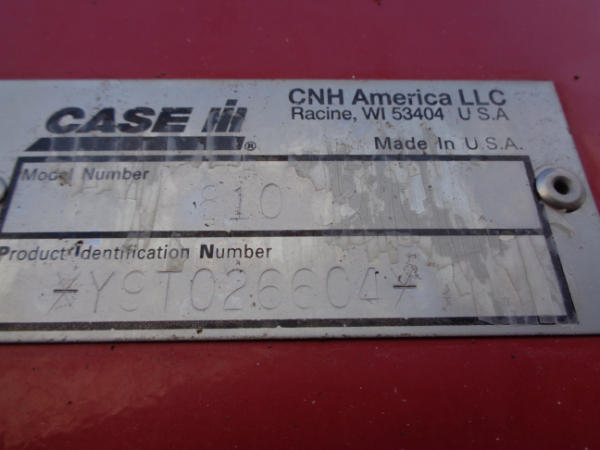 CASE IH ®
CNH America LLC
Racine, WI 53404 U S.A
Made In U.S.A.
Model Number
810
Product Identification Number
*Y9T026604*